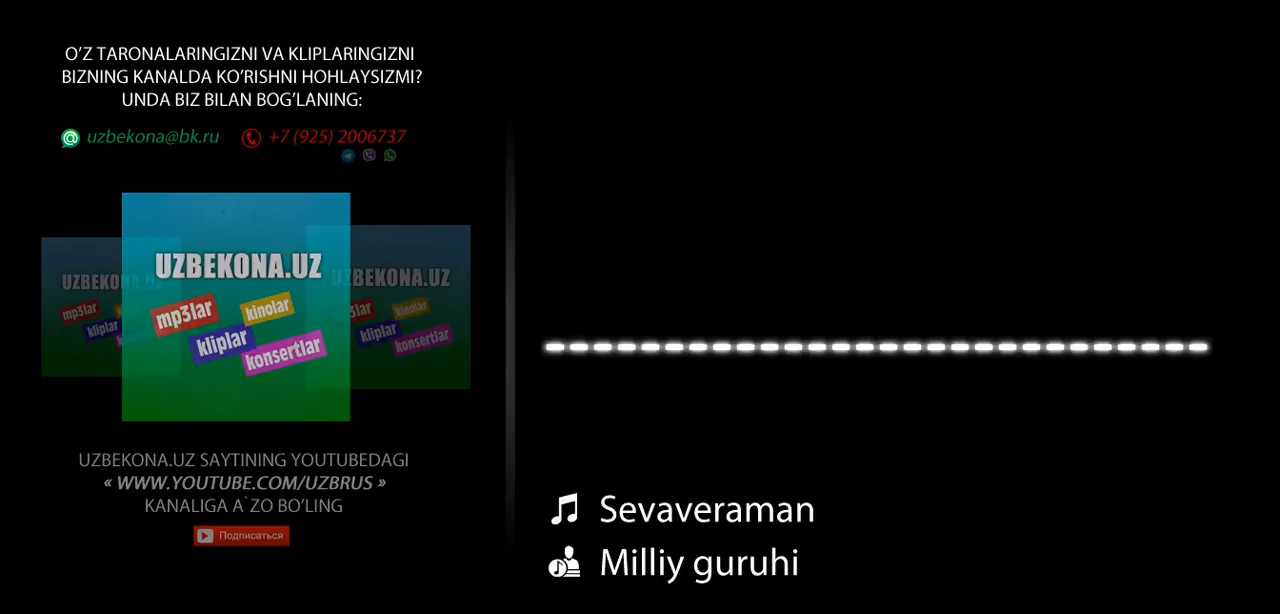 O'Z TARONALARINGIZNI VA KLIPLARINGIZNI
BIZNING KANALDA KO'RISHNI HOHLAYSIZMI?
UNDA BIZ BILAN BOG'LANING:
uzbekona@bk.ru +7 (925) 2006737
UZBEKONA.UZ
mp3lar
kinolar
kliplar
konsertlar
UZBEKONA.UZ SAYTINING YOUTUBEDAGI
« WWW.YOUTUBE.COM/UZBRUS »
KANALIGA A`ZO BO'LING
Подписаться
Sevaveraman
Milliy guruhi